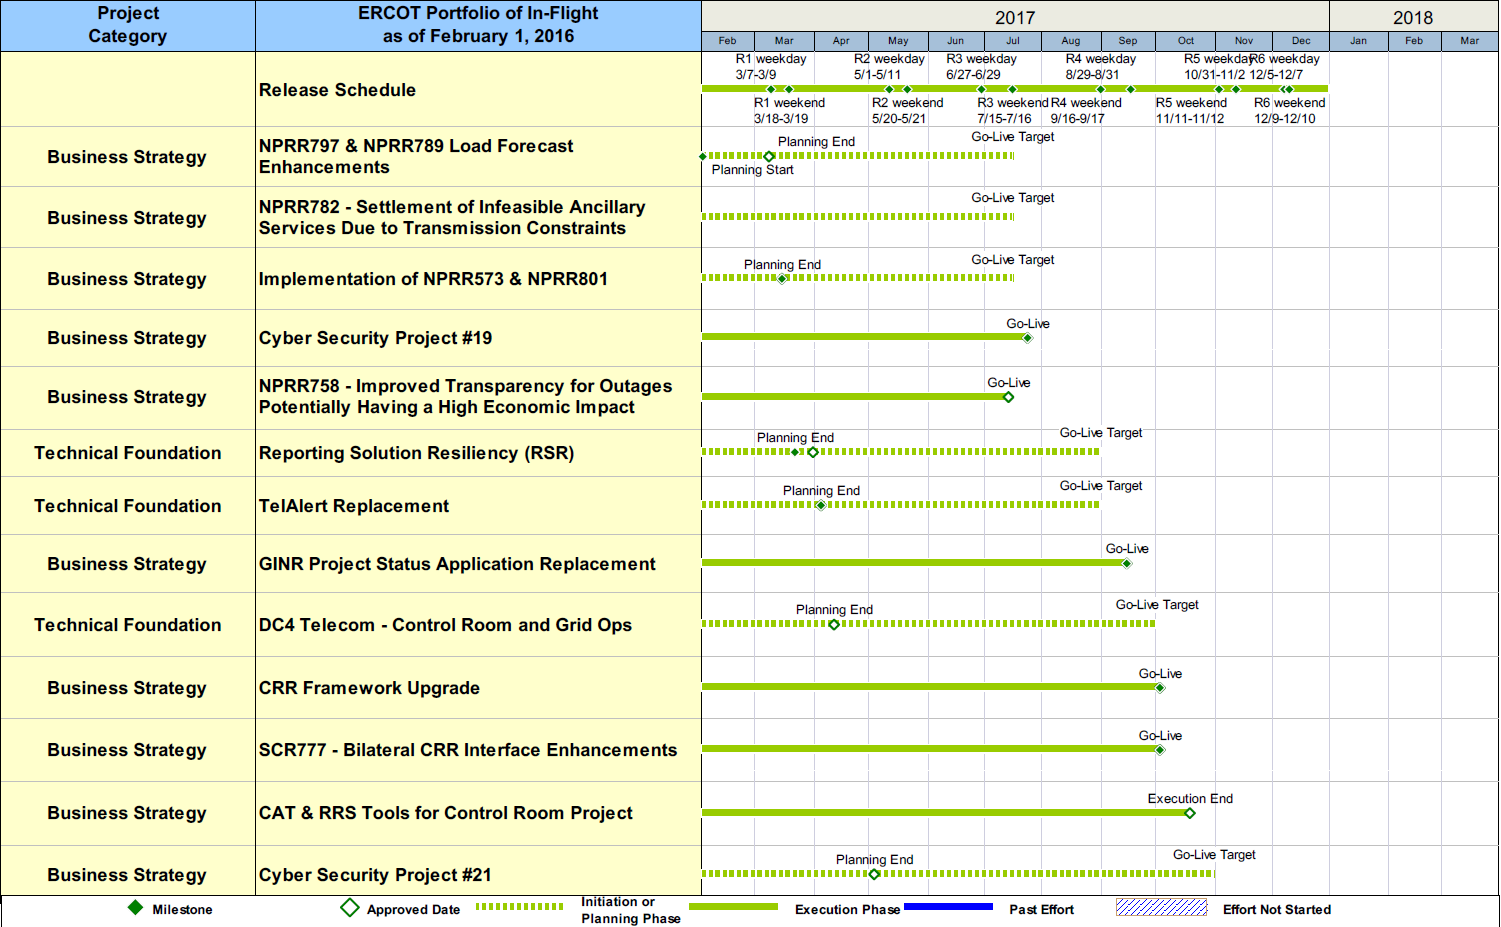 Project
Category
ERCOT Portfolio of In-Flight
as of February 1, 2016
2017
2018
Feb Mar Apr May Jun Jul Aug Sep Oct Nov Dec Jan Feb Mar
Release Schedule
R1 weekday
3/7-3/9
R2 weekday
5/1-5/11
R3 weekday
6/27-6/29
R4 weekday
8/29-8/31
R5 weekday
10/31-11/2
R6 weekday
12/5-12/7
R1 weekend
3/18-3/19
R2 weekend
5/20-5/21
R3 weekend
7/15-7/16
R4 weekend
9/16-9/17
R5 weekend
11/11-11/12
R6 weekend
12/9-12/10
Business Strategy
NPRR797 & NPRR789 Load Forecast
Enhancements
Planning End
Go-Live Target
Planning Start
Business Strategy
NPRR782 - Settlement of Infeasible Ancillary
Services Due to Transmission Constraints
Go-Live Target
Business Strategy
Implementation of NPRR573 & NPRR801
Planning End
Go-Live Target
Business Strategy
Cyber Security Project #19
Go-Live
Business Strategy
NPRR758 - Improved Transparency for Outages
Potentially Having a High Economic Impact
Go-Live
Technical Foundation
Reporting Solution Resiliency (RSR)
Planning End
Go-Live Target
Technical Foundation
TelAlert Replacement
Planning End
Go-Live Target
Business Strategy
GINR Project Status Application Replacement
Go-Live
Technical Foundation
DC4 Telecom - Control Room and Grid Ops
Planning End
Go-Live Target
Business Strategy
CRR Framework Upgrade
Go-Live
Business Strategy
SCR777 - Bilateral CRR Interface Enhancements
Go-Live
Business Strategy
CAT & RRS Tools for Control Room Project
Execution End
Business Strategy
Cyber Security Project #21
Planning End
Go-Live Target
Milestone
Approved Date
Initiation or
Planning Phase
Execution Phase
Past Effort
Effort Not Started